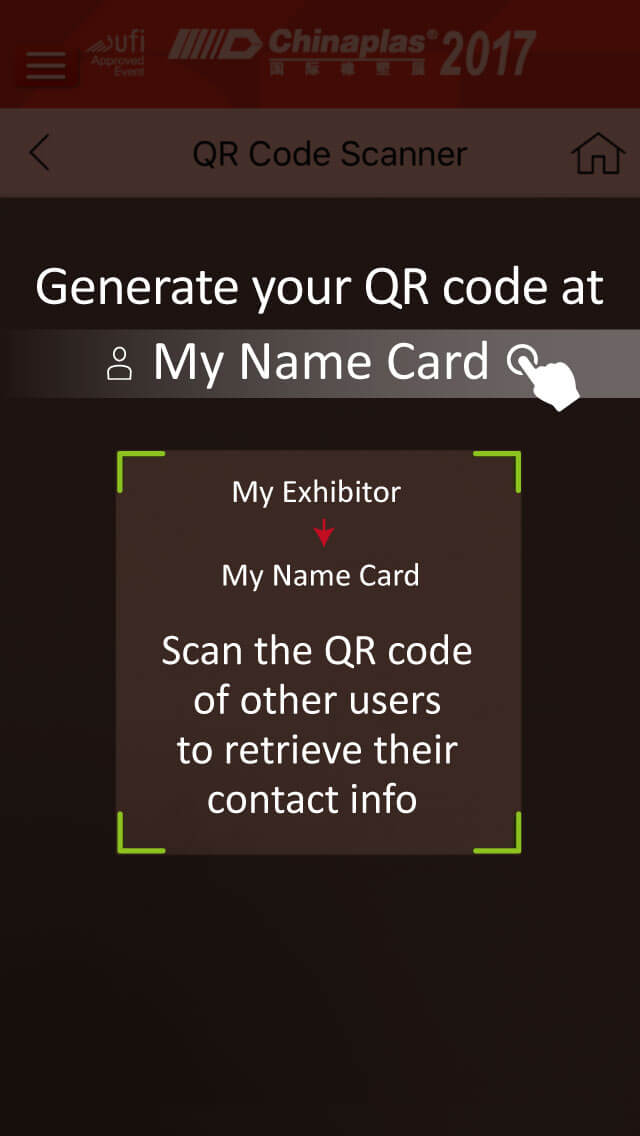 ufi
Approved
Event
Chinaplas® 2017
国际橡塑展
QR Code Scanner
Generate your QR code at
My Name Card
My Exhibitor
My Name Card
Scan the QR code
of other users
to retrieve their
contact info